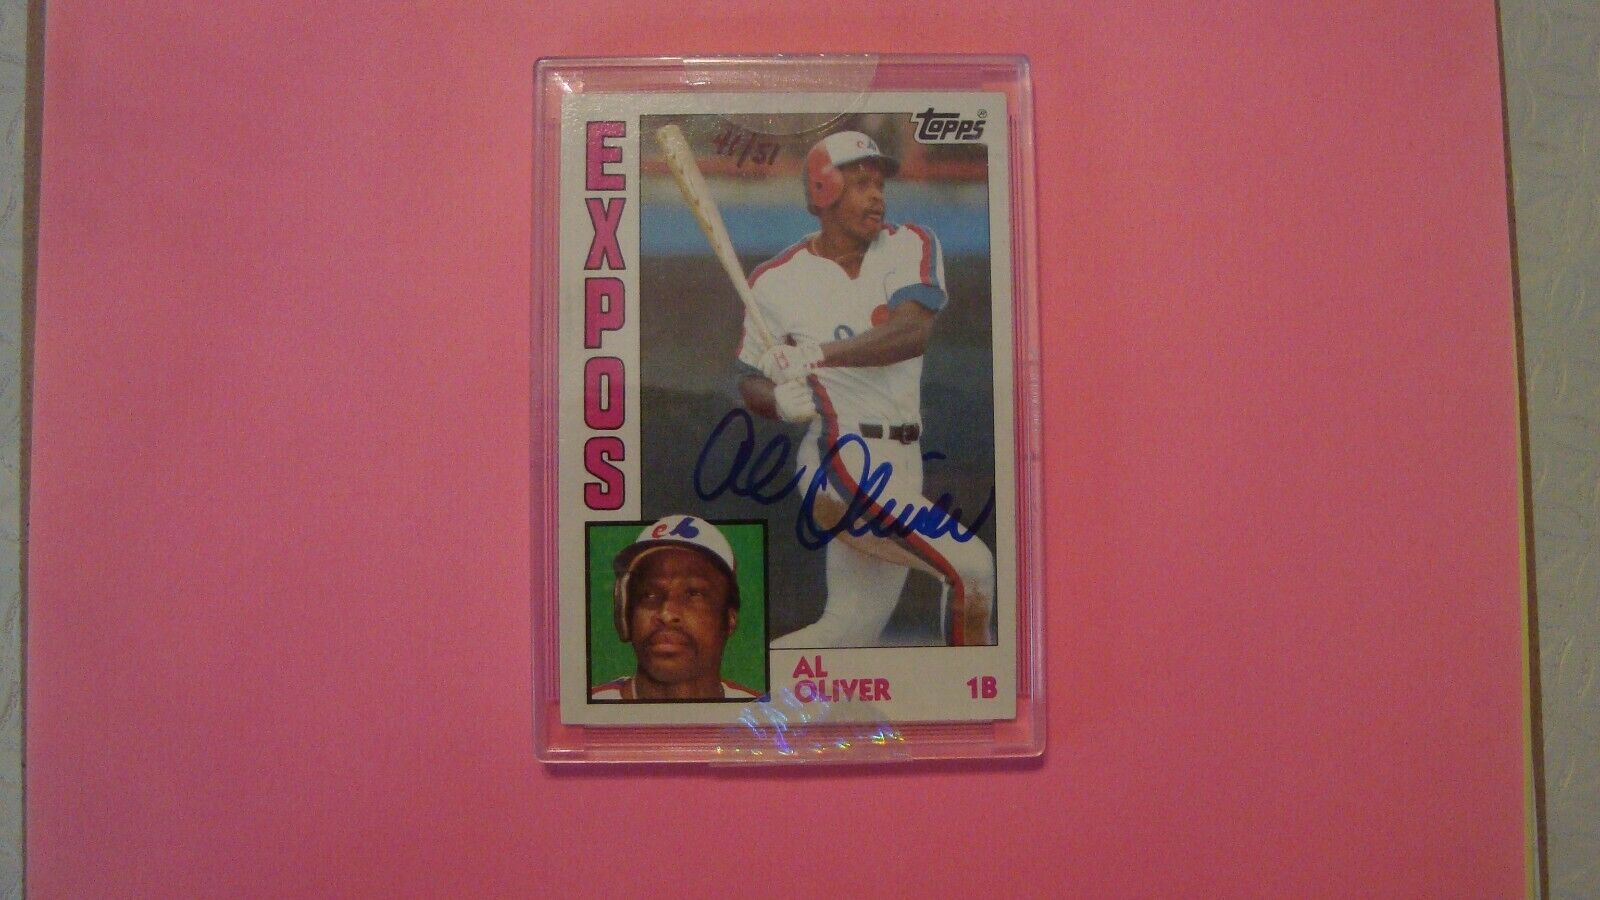 topps
41/51
EXPOS
Al Oliver
AL
OLIVER
1B